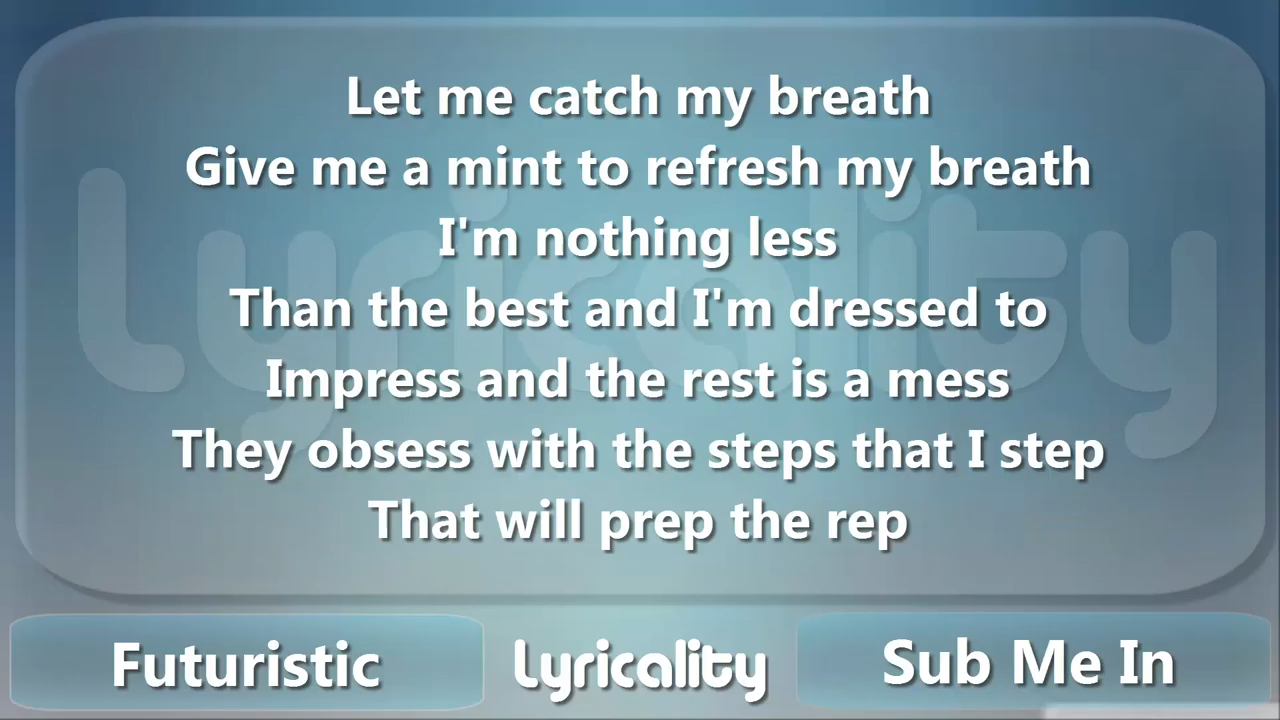 Let me catch my breath
Give me a mint to refresh my breath
I'm nothing less
Than the best and I'm dressed to
Impress and the rest is a mess
They obsess with the steps that I step
That will prep the rep
Lyricality
Futuristic
Lyricality
Sub Me In